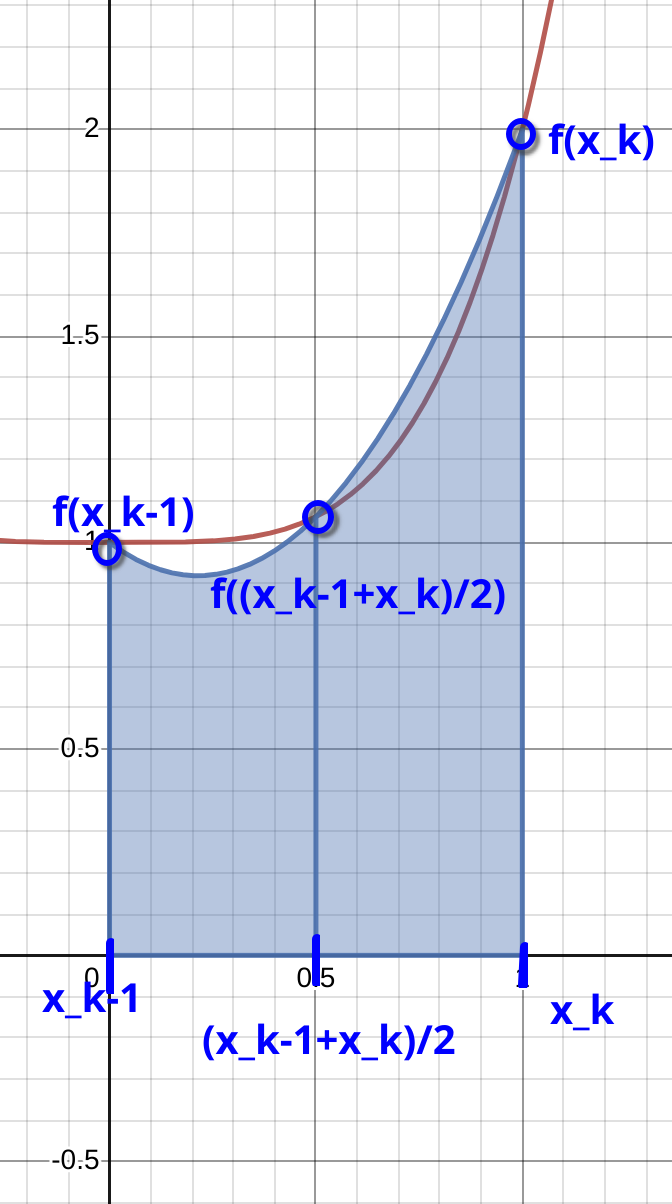 2
f(x_k)
1.5
f(x_k-1)
1
f((x_k-1+x_k)/2)
0.5
0
0.5
1
x_k-1
x_k
(x_k-1+x_k)/2
-0.5